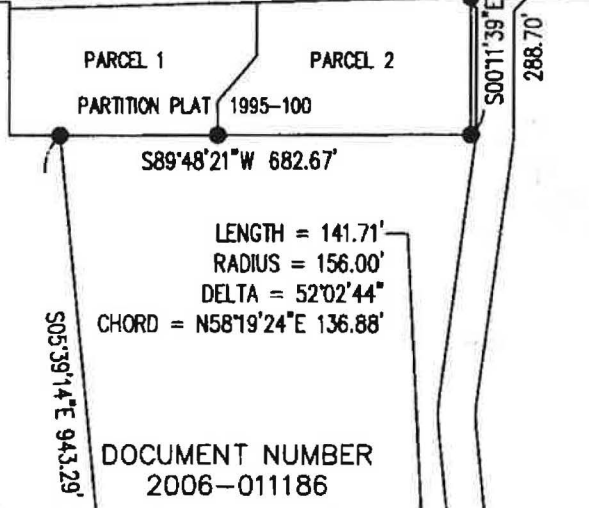 S00°11'39"E
288.70'
PARCEL 1
PARCEL 2
PARTITION PLAT 1995-100
S89°48'21"W 682.67'
LENGTH = 141.71'
RADIUS = 156.00'
DELTA = 52°02'44"
CHORD = N58°19'24"E 136.88'
S05°39'14"E 943.29'
DOCUMENT NUMBER
2006-011186